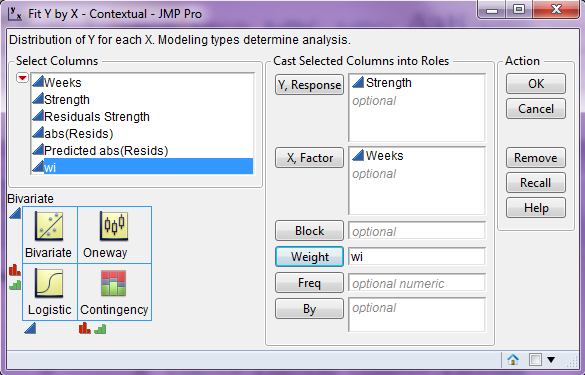 Fit Y by X - Contextual - JMP Pro
Distribution of Y for each X. Modeling types determine analysis.
Select Columns
Weeks
Strength
Residuals Strength
abs(Resids)
Predicted abs(Resids)
wi
Bivariate
Bivariate
Oneway
Logistic
Contingency
Cast Selected Columns into Roles
Y, Response
Strength
optional
X, Factor
Weeks
optional
Block
optional
Weight
wi
Freq
optional numeric
By
optional
Action
OK
Cancel
Remove
Recall
Help